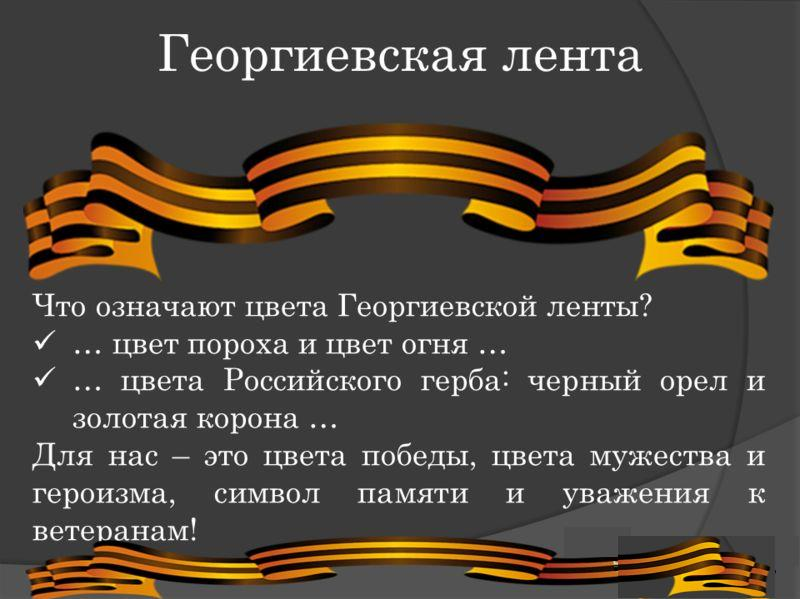 Георгиевская лента
Что означают цвета Георгиевской ленты?
✓ … цвет пороха и цвет огня …
✓ … цвета Российского герба: черный орел и
золотая корона …
Для нас – это цвета победы, цвета мужества и
героизма, символ памяти и уважения к
ветеранам!